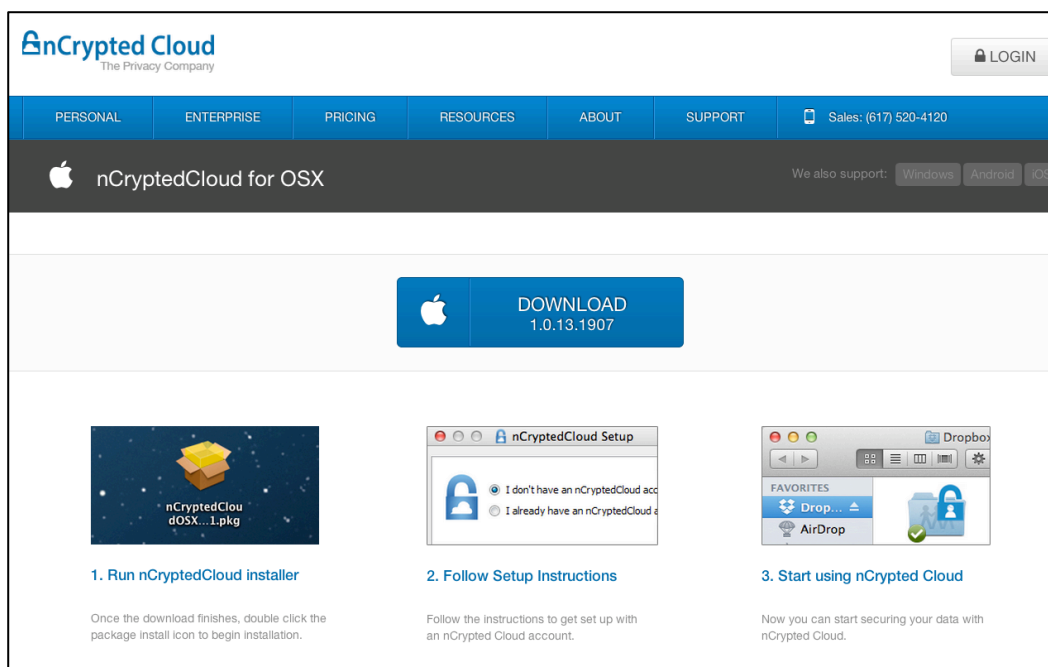 nCrypted Cloud
The Privacy Company
LOGIN
PERSONAL ENTERPRISE PRICING RESOURCES ABOUT SUPPORT Sales: (617) 520-4120
nCryptedCloud for OSX
We also support: Windows Android iOS
DOWNLOAD
1.0.13.1907
nCryptedClou
dOSX...1.pkg
1. Run nCryptedCloud installer
Once the download finishes, double click the
package install icon to begin installation.
nCryptedCloud Setup
I don't have an nCryptedCloud acc
I already have an nCryptedCloud a
2. Follow Setup Instructions
Follow the instructions to get set up with
an nCrypted Cloud account.
Dropbox
FAVORITES
Drop...
AirDrop
3. Start using nCrypted Cloud
Now you can start securing your data with
nCrypted Cloud.